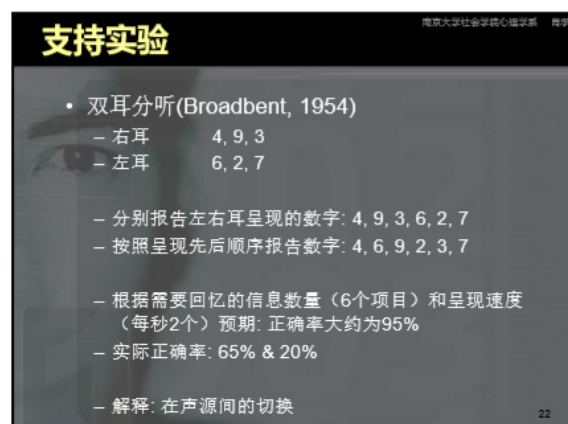 南京大学社会学院心理学系
支持实验
• 双耳分听(Broadbent, 1954)
– 右耳 4, 9, 3
– 左耳 6, 2, 7
– 分别报告左右耳呈现的数字: 4, 9, 3, 6, 2, 7
– 按照呈现先后顺序报告数字: 4, 6, 9, 2, 3, 7
– 根据需要回忆的信息数量（6个项目）和呈现速度
（每秒2个）预期: 正确率大约为95%
– 实际正确率: 65% & 20%
– 解释: 在声源间的切换
22